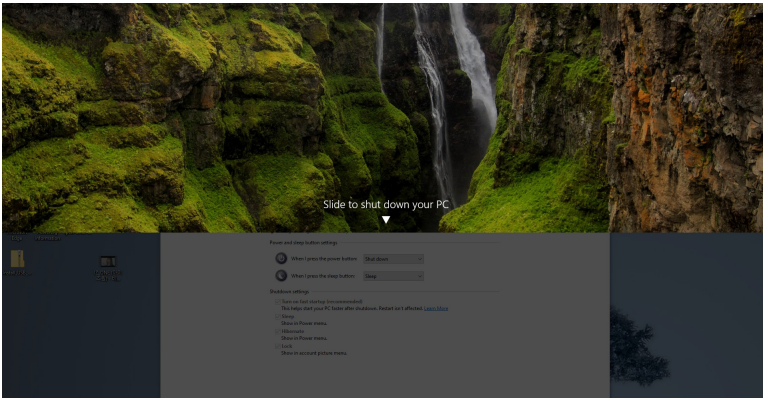 Slide to shut down your PC
Power and sleep button settings
When I press the power button: Shut down
When I press the sleep button: Sleep
Shutdown settings
Turn on fast startup (recommended)
This helps start your PC faster after shutdown. Restart isn't affected. Learn More
Sleep
Show in Power menu.
Hibernate
Show in Power menu.
Lock
Show in account picture menu.